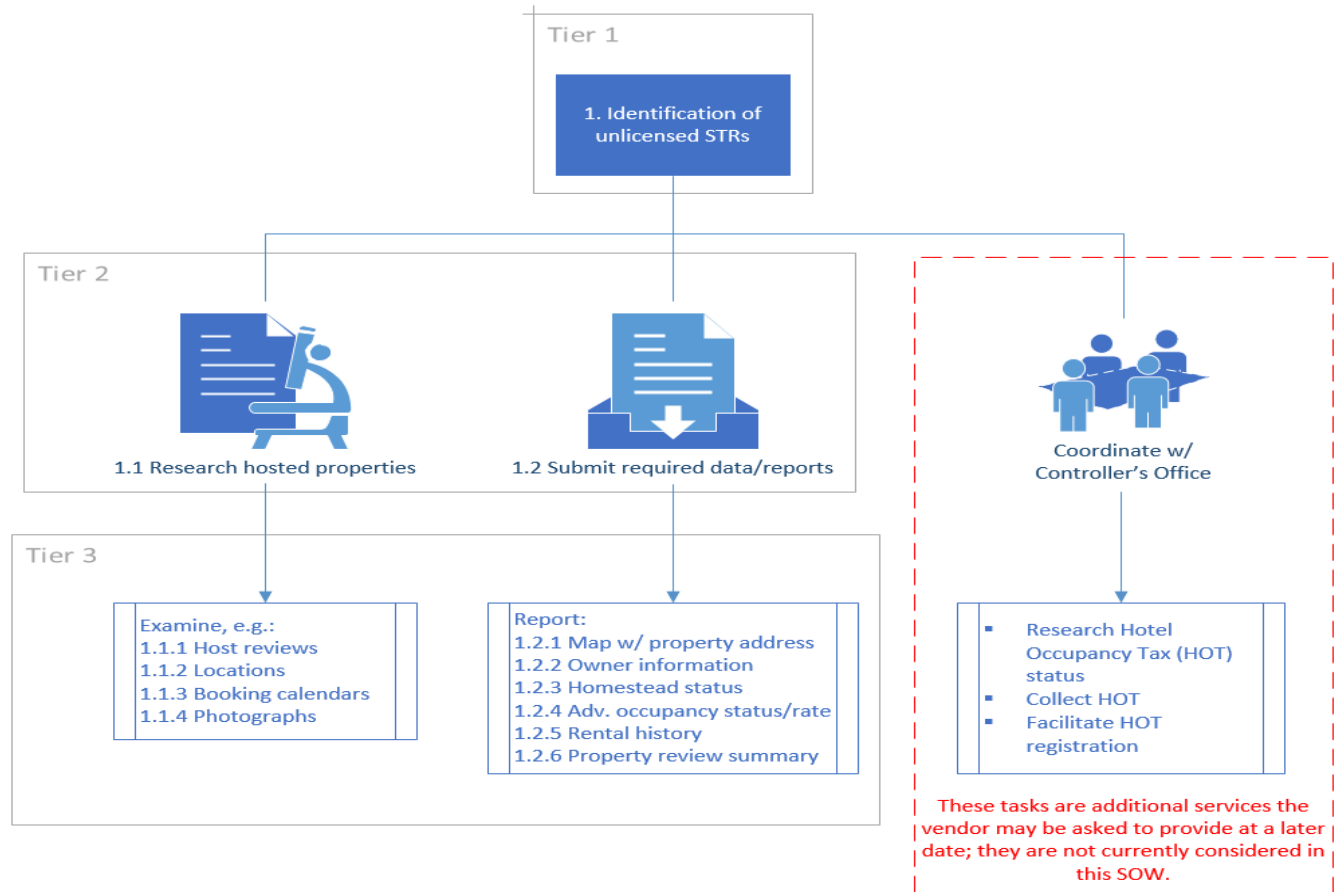 Tier 1
1. Identification of
unlicensed STRs
Tier 2
1.1 Research hosted properties
1.2 Submit required data/reports
Coordinate w/
Controller’s Office
Tier 3
Examine, e.g.:
1.1.1 Host reviews
1.1.2 Locations
1.1.3 Booking calendars
1.1.4 Photographs
Report:
1.2.1 Map w/ property address
1.2.2 Owner information
1.2.3 Homestead status
1.2.4 Adv. occupancy status/rate
1.2.5 Rental history
1.2.6 Property review summary
▪ Research Hotel
Occupancy Tax (HOT)
status
▪ Collect HOT
▪ Facilitate HOT
registration
These tasks are additional services the
vendor may be asked to provide at a later
date; they are not currently considered in
this SOW.